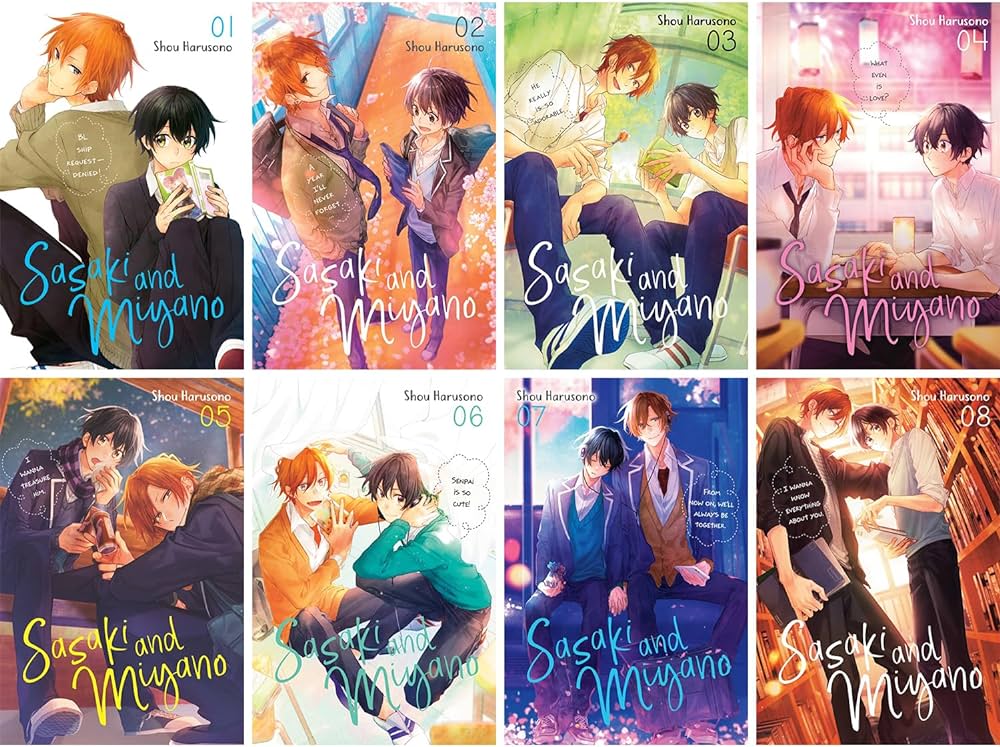 01
Shou Harusono
BL
SHIP
REQUEST—
DENIED!
Sasaki and
Miyano
02
Shou Harusono
A
YEAR
I'LL
NEVER
FORGET.
Sasaki and
Miyano
Shou Harusono
03
HE
REALLY
IS SO
ADORABLE.
Sasaki and
Miyano
Shou Harusono
04
WHAT
EVEN
IS
LOVE?
Sasaki and
Miyano
Shou Harusono
05
I
WANNA
TREASURE
HIM.
Sasaki and
Miyano
Shou Harusono
06
SENPAI
IS SO
CUTE!
Sasaki and
Miyano
Shou Harusono
07
FROM
NOW ON, WE'LL
ALWAYS BE
TOGETHER.
Sasaki and
Miyano
Shou Harusono
08
I WANNA
KNOW
EVERYTHING
ABOUT YOU.
Sasaki and
Miyano